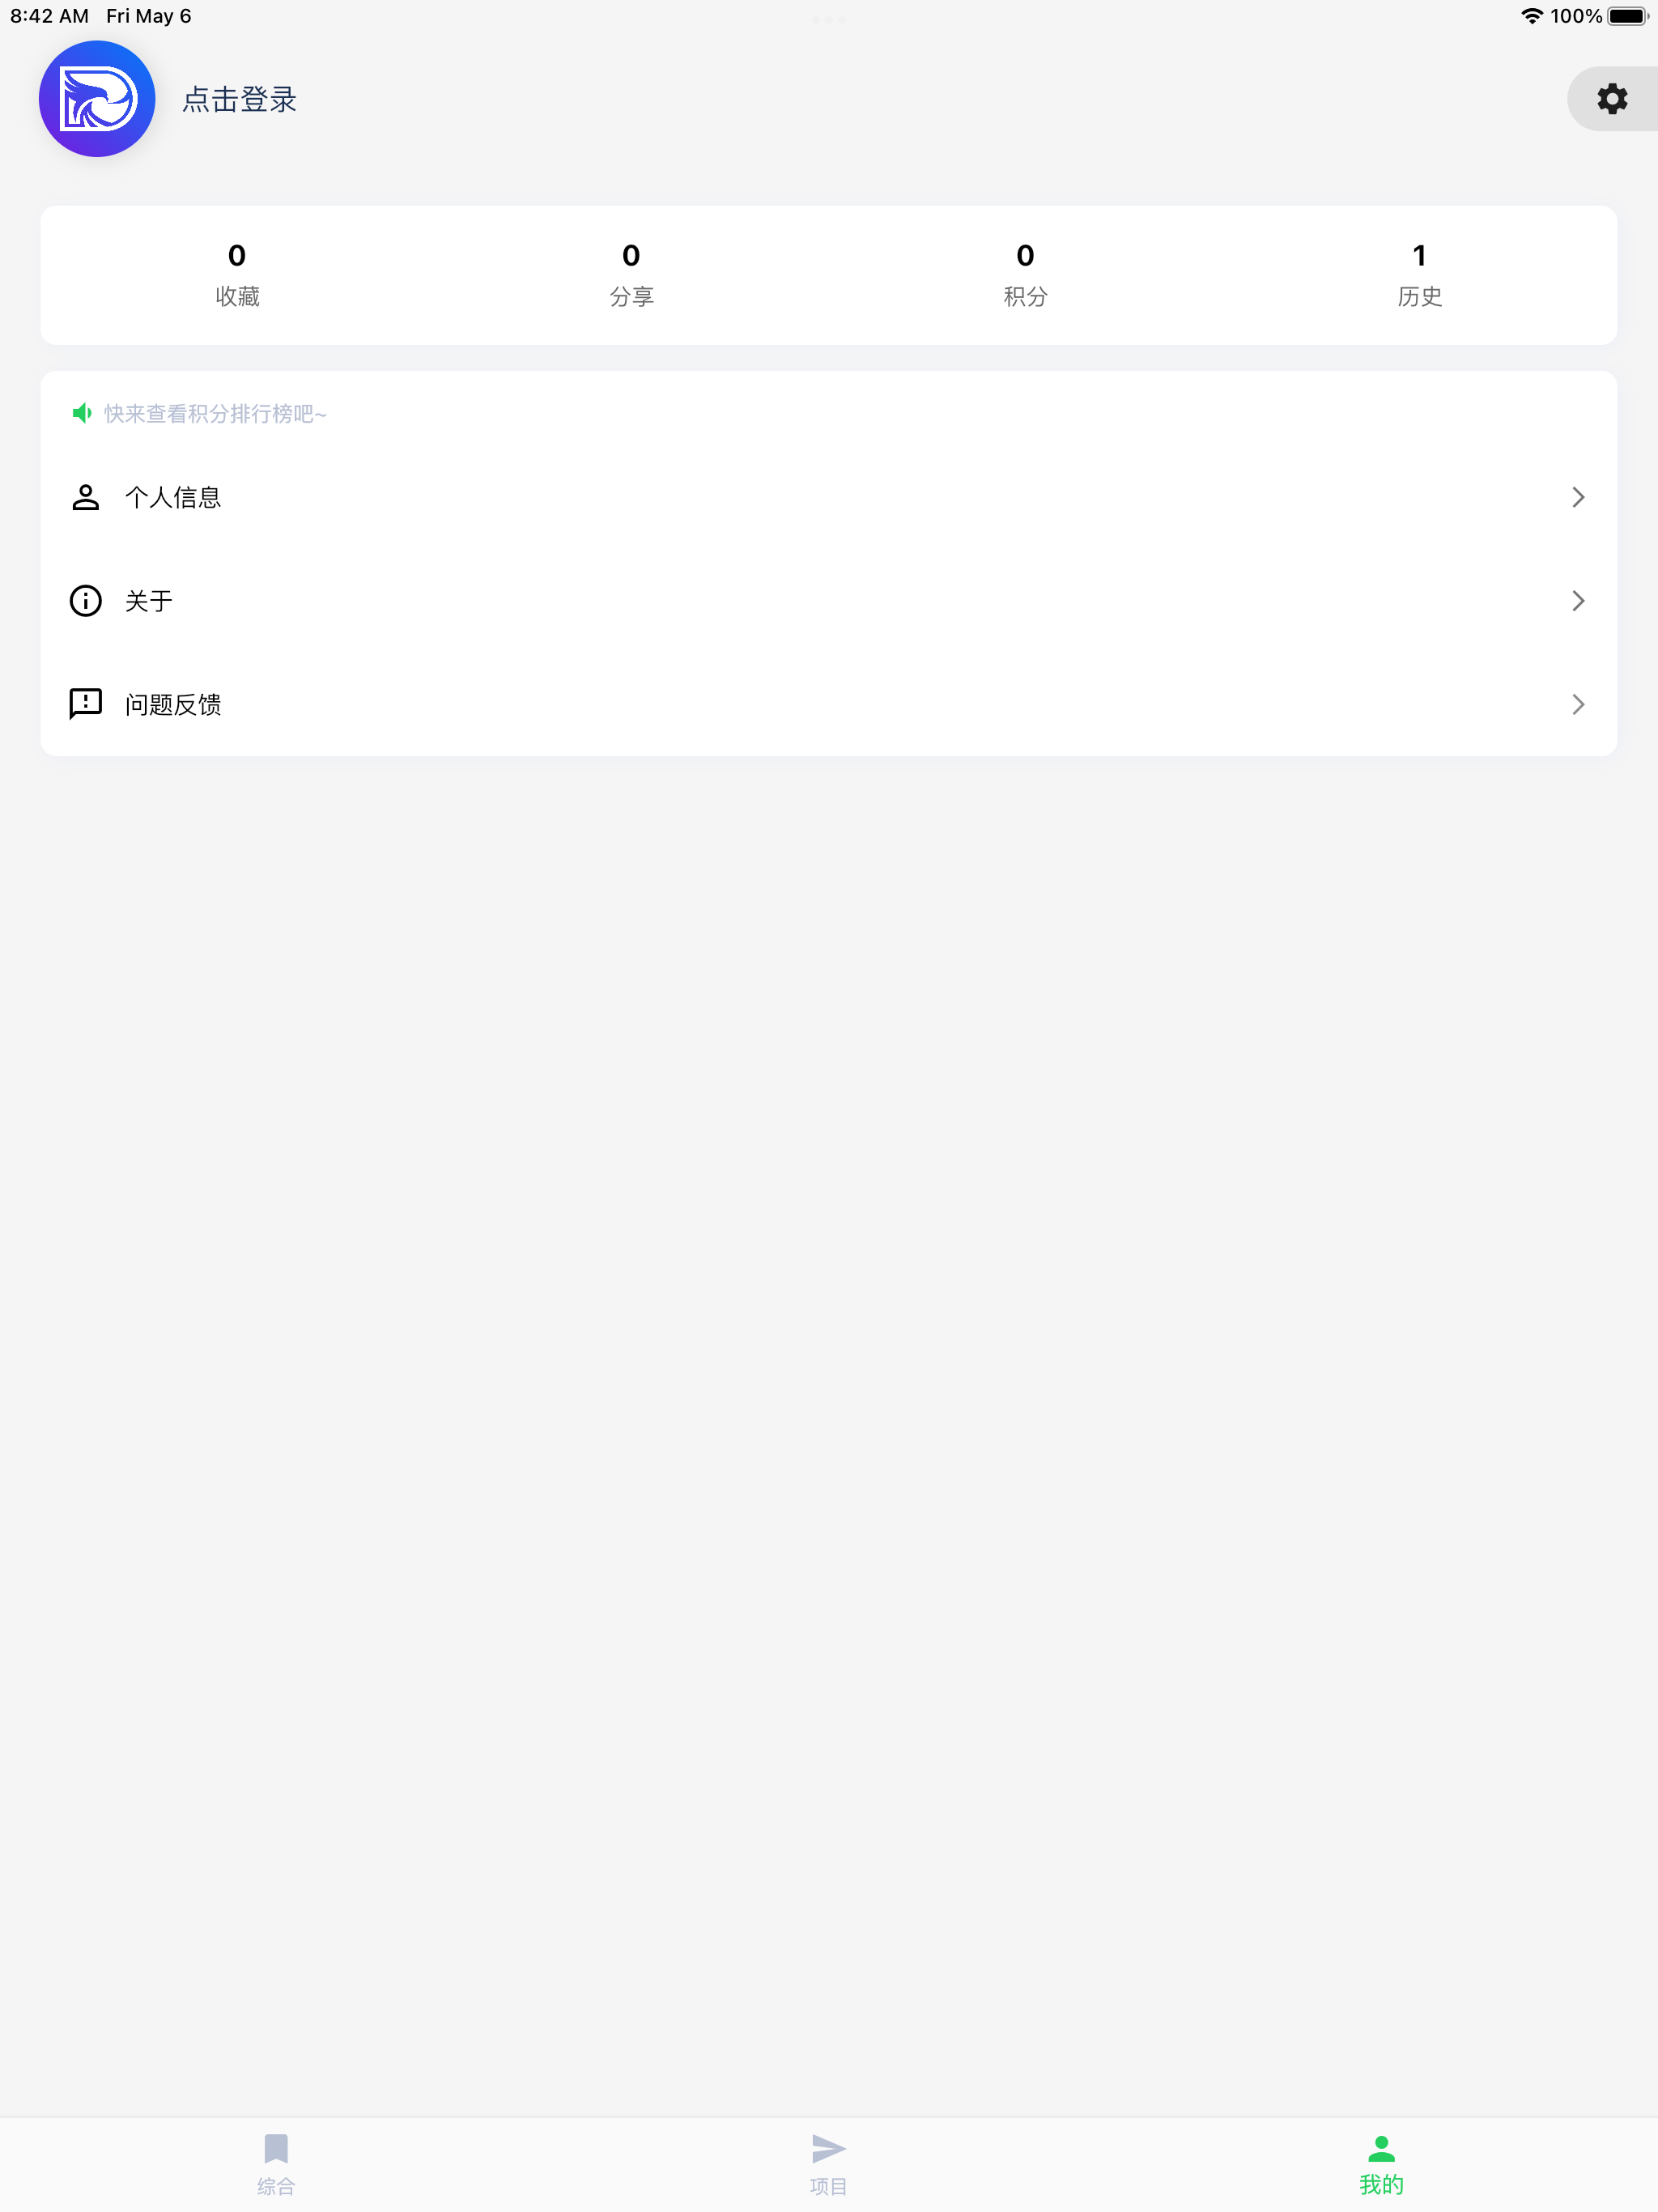 8:42 AM Fri May 6 100%
点击登录
0 0 0 1
收藏 分享 积分 历史
快来查看积分排行榜吧~
个人信息
关于
问题反馈
综合 项目 我的